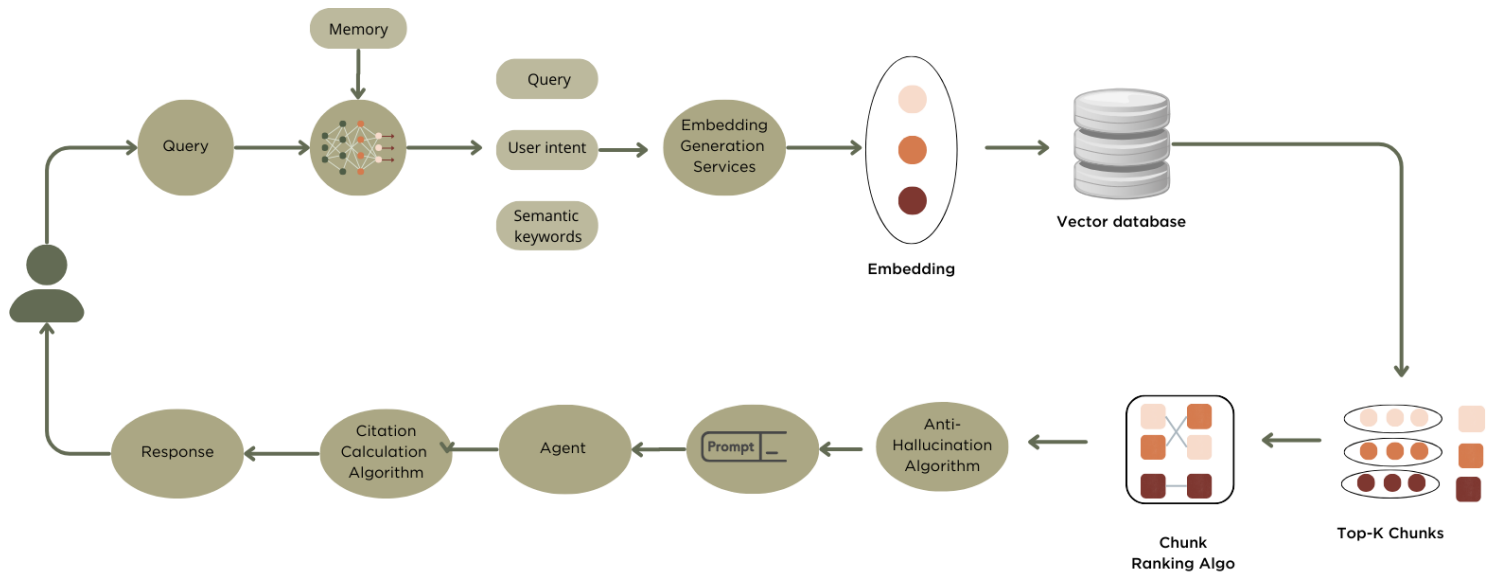 Memory
Query
Query
User intent
Semantic
keywords
Embedding
Generation
Services
Embedding
Vector database
Top-K Chunks
Chunk
Ranking Algo
Anti-
Hallucination
Algorithm
Prompt _
Agent
Citation
Calculation
Algorithm
Response